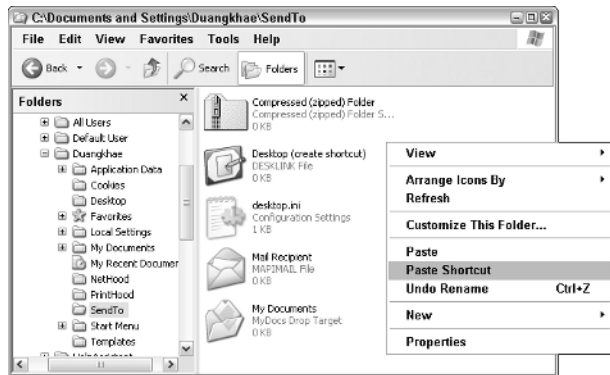 C:\Documents and Settings\Duangkhae\SendTo
File Edit View Favorites Tools Help
Back Search Folders
Folders
All Users
Default User
Duangkhae
Application Data
Cookies
Desktop
Favorites
Local Settings
My Documents
My Recent Documen
NetHood
PrintHood
SendTo
Start Menu
Templates
Compressed (zipped) Folder
Compressed (zipped) Folder S...
0 KB
Desktop (create shortcut)
DESKLINK File
0 KB
desktop.ini
Configuration Settings
1 KB
Mail Recipient
MAPIMAIL File
0 KB
My Documents
MyDocs Drop Target
0 KB
View
Arrange Icons By
Refresh
Customize This Folder...
Paste
Paste Shortcut
Undo Rename Ctrl+Z
New
Properties